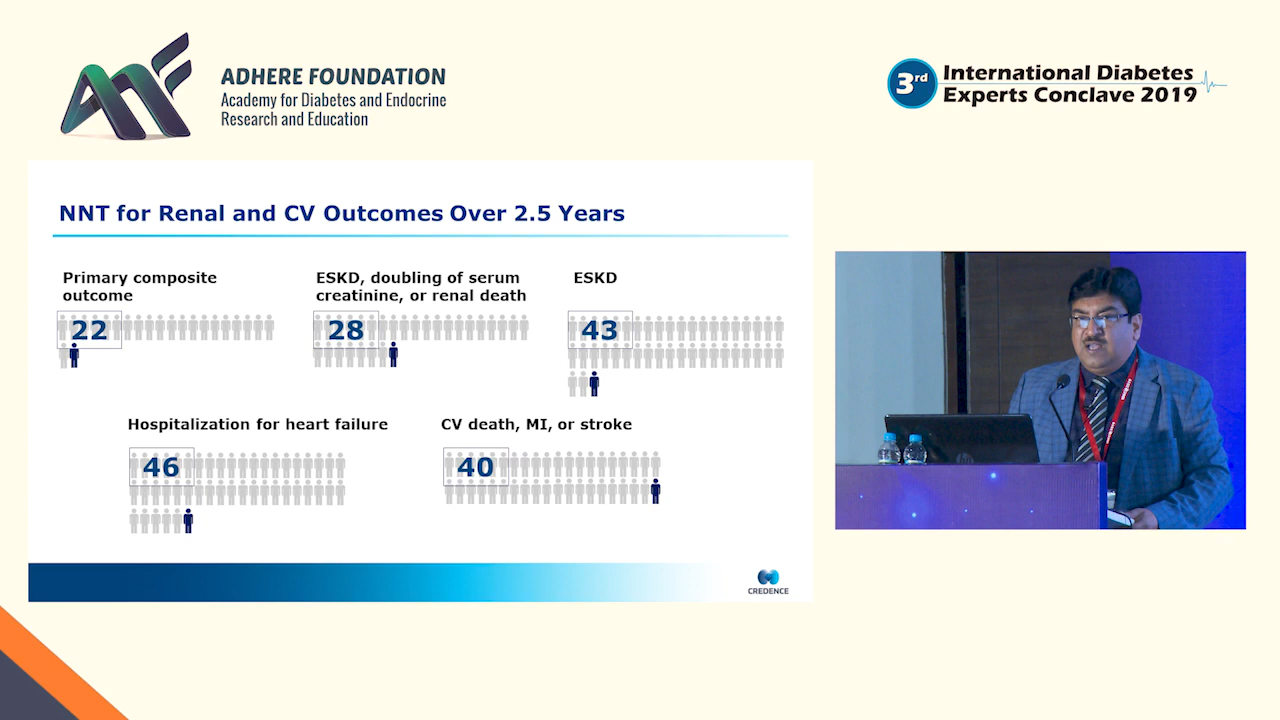 ADHERE FOUNDATION
Academy for Diabetes and Endocrine
Research and Education
3rd
International Diabetes
Experts Conclave 2019
NNT for Renal and CV Outcomes Over 2.5 Years
Primary composite
outcome
22
ESKD, doubling of serum
creatinine, or renal death
28
ESKD
43
Hospitalization for heart failure
46
CV death, MI, or stroke
40
CREDENCE